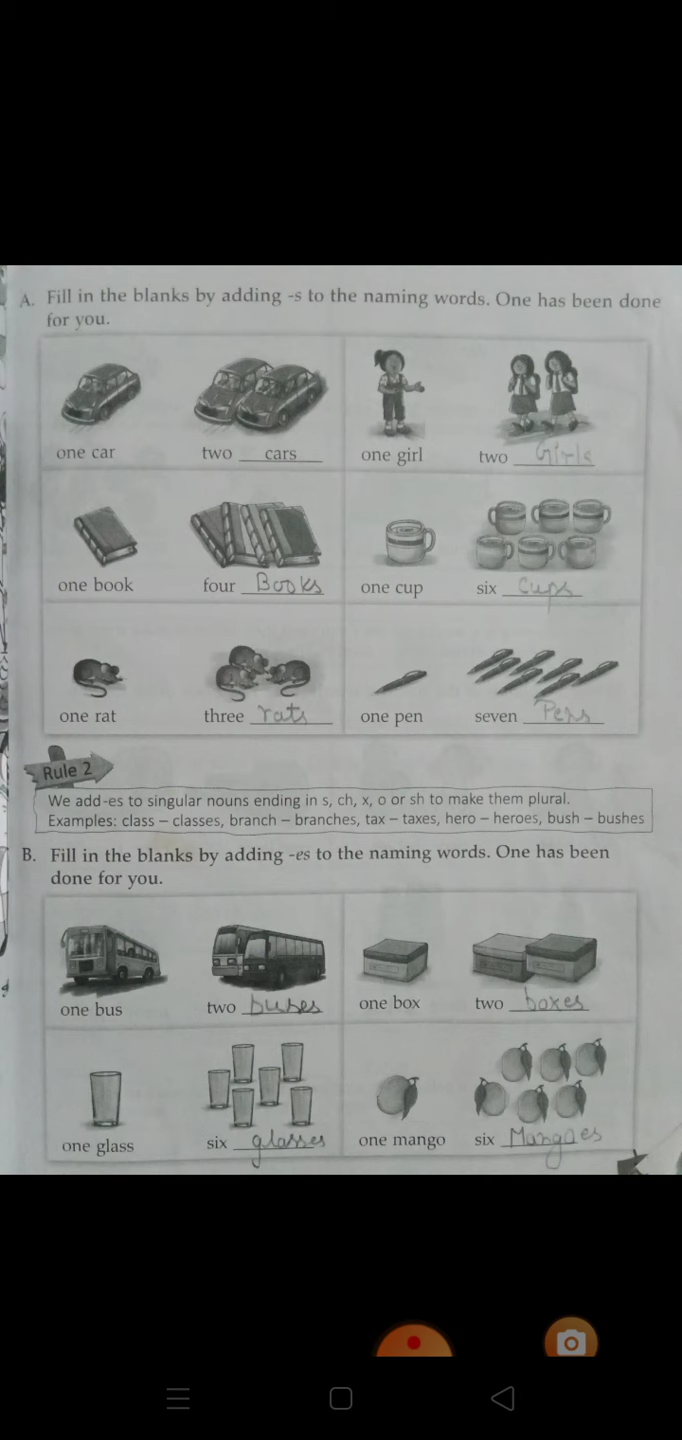 A. Fill in the blanks by adding -s to the naming words. One has been done
for you.
one car two cars one girl two Girls
one book four Books one cup six Cups
one rat three rats one pen seven Pens
Rule 2
We add-es to singular nouns ending in s, ch, x, o or sh to make them plural.
Examples: class – classes, branch – branches, tax – taxes, hero – heroes, bush – bushes
B. Fill in the blanks by adding -es to the naming words. One has been
done for you.
one bus two buses one box two boxes
one glass six glasses one mango six Mangoes